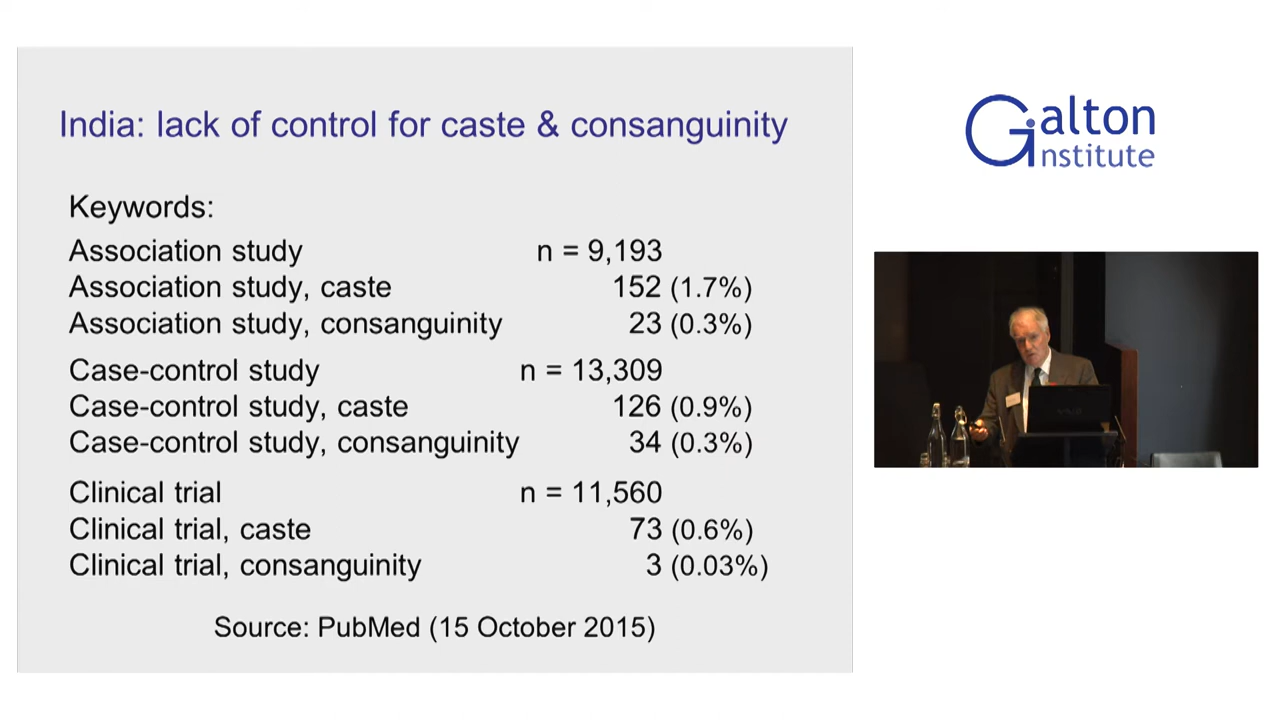 India: lack of control for caste & consanguinity
Keywords:
Association study n = 9,193
Association study, caste 152 (1.7%)
Association study, consanguinity 23 (0.3%)
Case-control study n = 13,309
Case-control study, caste 126 (0.9%)
Case-control study, consanguinity 34 (0.3%)
Clinical trial n = 11,560
Clinical trial, caste 73 (0.6%)
Clinical trial, consanguinity 3 (0.03%)
Source: PubMed (15 October 2015)
Galton
Institute
VAIO